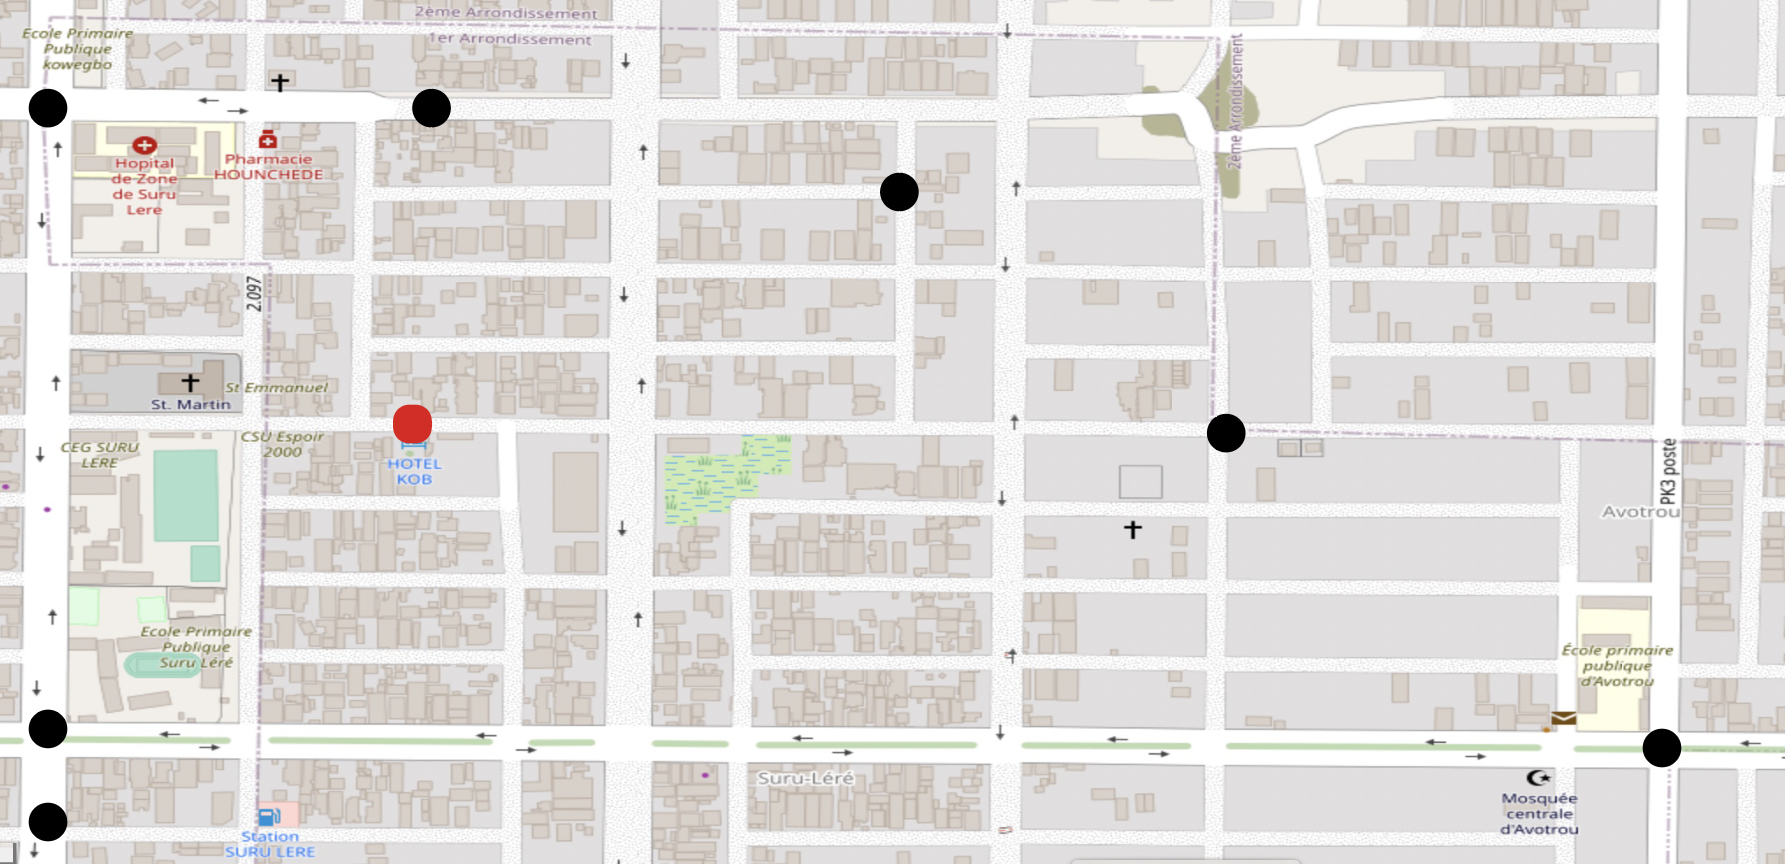 2ème Arrondissement
1er Arrondissement
Ecole Primaire
Publique
kowegbo
2ème Arrondissement
Hopital
de Zone
de Suru
Lere
Pharmacie
HOUNCHEDE
2.097
St Emmanuel
St. Martin
CEG SURU
LERE
CSU Espoir
2000
HOTEL
KOB
PK3 poste
Avotrou
Ecole Primaire
Publique
Suru Léré
École primaire
publique
d'Avotrou
Suru-Léré
Mosquée
centrale
d'Avotrou
Station
SURU LERE